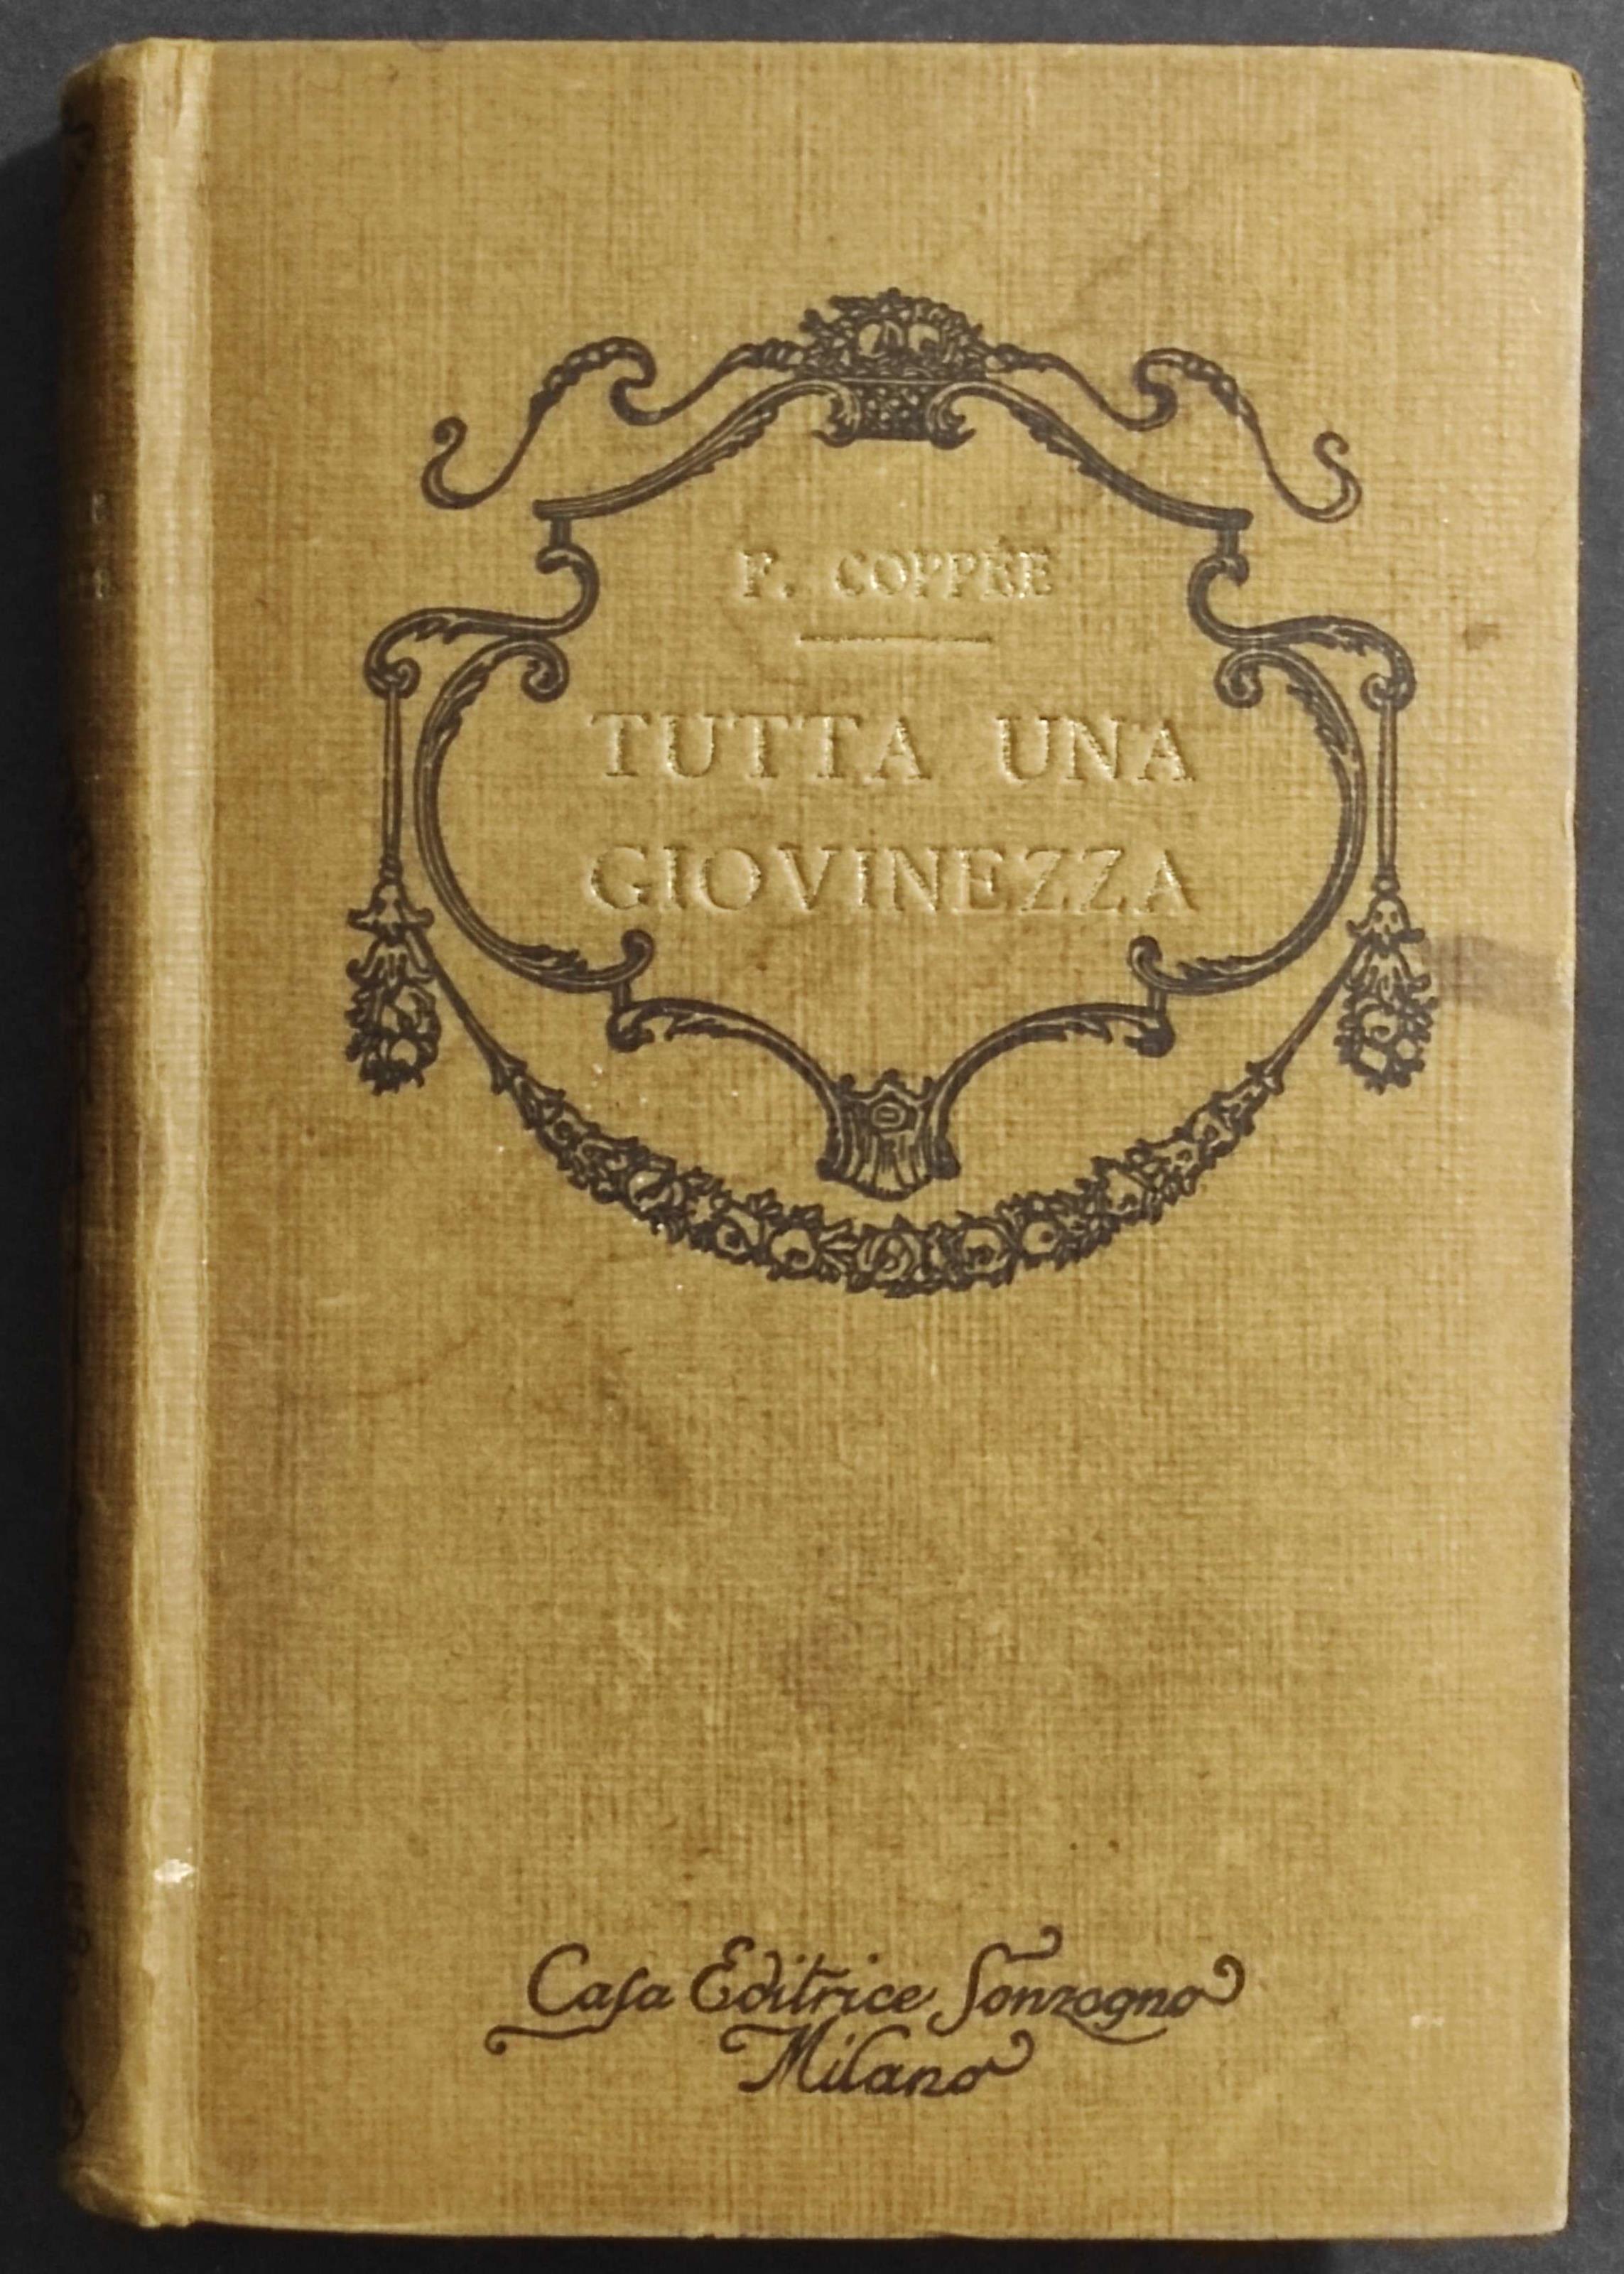 F. COPPÉE
TUTTA UNA
GIOVINEZZA
Casa Editrice Sonzogno
Milano